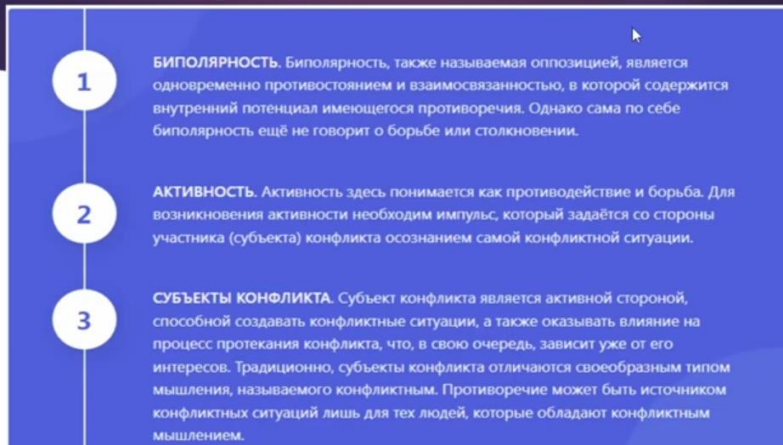 1
БИПОЛЯРНОСТЬ. Биполярность, также называемая оппозицией, является
одновременно противостоянием и взаимосвязанностью, в которой содержится
внутренний потенциал имеющегося противоречия. Однако сама по себе
биполярность ещё не говорит о борьбе или столкновении.
2
АКТИВНОСТЬ. Активность здесь понимается как противодействие и борьба. Для
возникновения активности необходим импульс, который задаётся со стороны
участника (субъекта) конфликта осознанием самой конфликтной ситуации.
3
СУБЪЕКТЫ КОНФЛИКТА. Субъект конфликта является активной стороной,
способной создавать конфликтные ситуации, а также оказывать влияние на
процесс протекания конфликта, что, в свою очередь, зависит уже от его
интересов. Традиционно, субъекты конфликта отличаются своеобразным типом
мышления, называемого конфликтным. Противоречие может быть источником
конфликтных ситуаций лишь для тех людей, которые обладают конфликтным
мышлением.